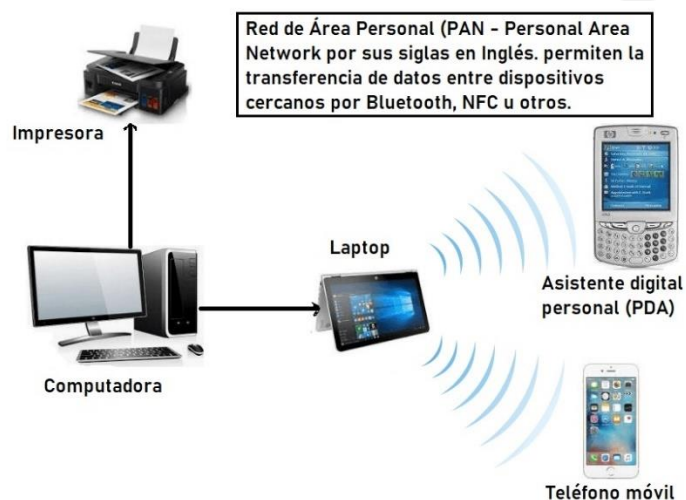 Red de Área Personal (PAN - Personal Area
Network por sus siglas en Inglés. permiten la
transferencia de datos entre dispositivos
cercanos por Bluetooth, NFC u otros.
Impresora
Laptop
Asistente digital
personal (PDA)
Computadora
Teléfono móvil